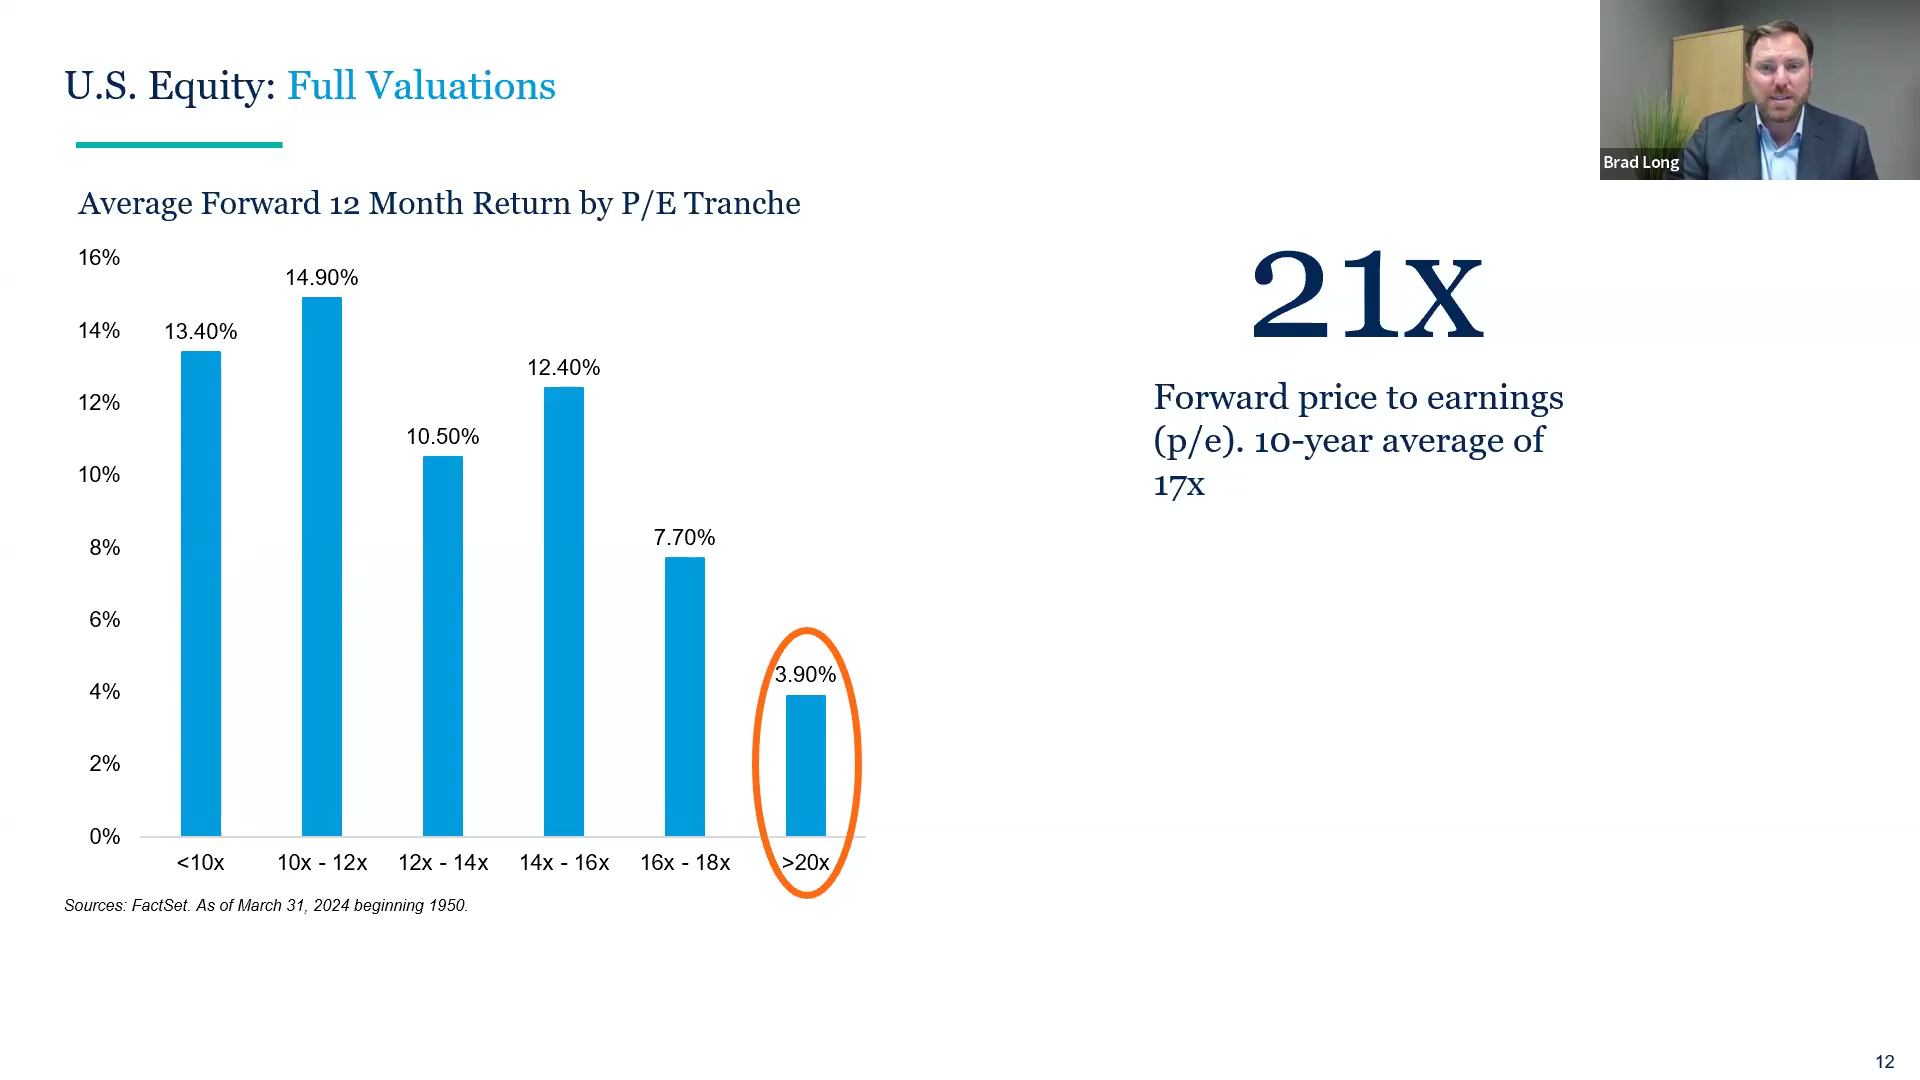 U.S. Equity: Full Valuations
Brad Long
Average Forward 12 Month Return by P/E Tranche
16%
14%
12%
10%
8%
6%
4%
2%
0%
13.40%
14.90%
10.50%
12.40%
7.70%
3.90%
<10x
10x - 12x
12x - 14x
14x - 16x
16x - 18x
>20x
Sources: FactSet. As of March 31, 2024 beginning 1950.
21x
Forward price to earnings
(p/e). 10-year average of
17x
12